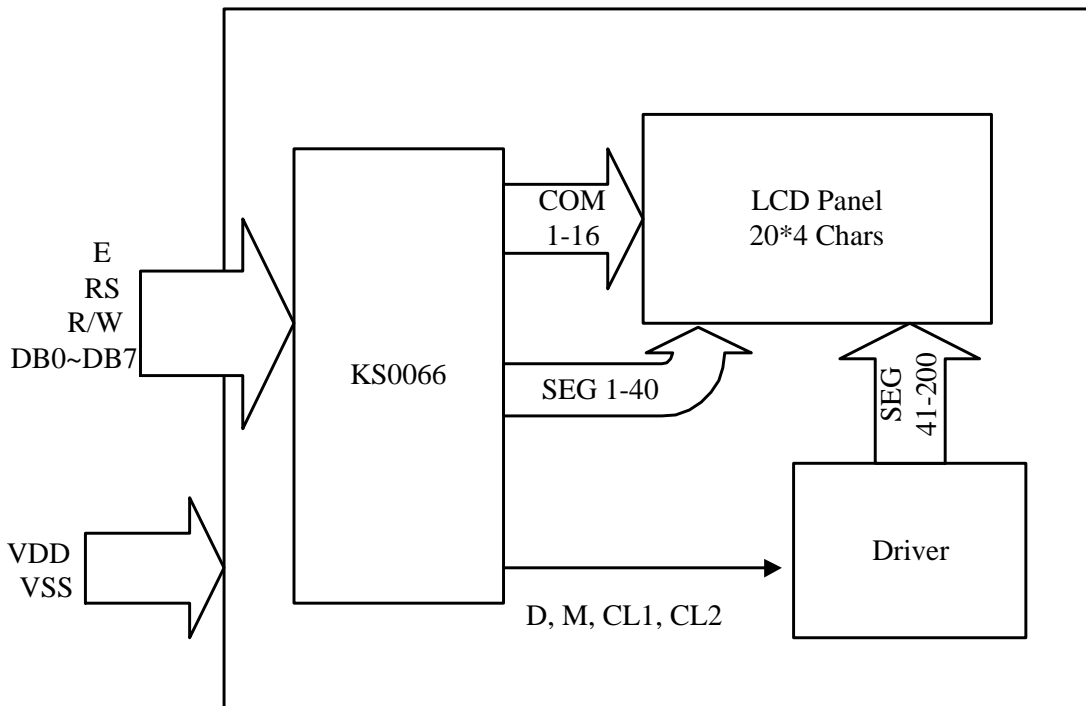 E
RS
R/W
DB0~DB7
VDD
VSS
KS0066
COM
1-16
SEG 1-40
D, M, CL1, CL2
LCD Panel
20*4 Chars
SEG
41-200
Driver